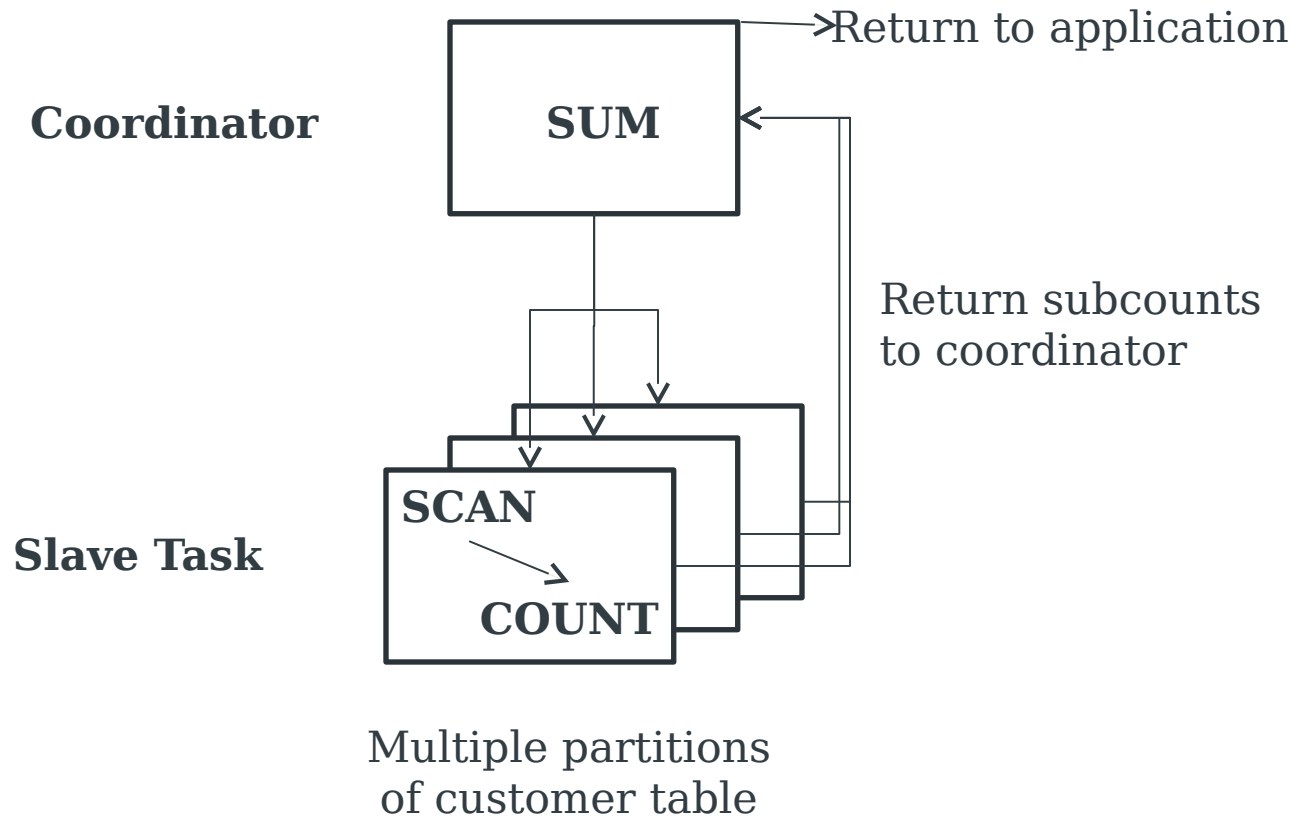 Return to application
Coordinator
SUM
Return subcounts
to coordinator
SCAN
Slave Task
COUNT
Multiple partitions
of customer table